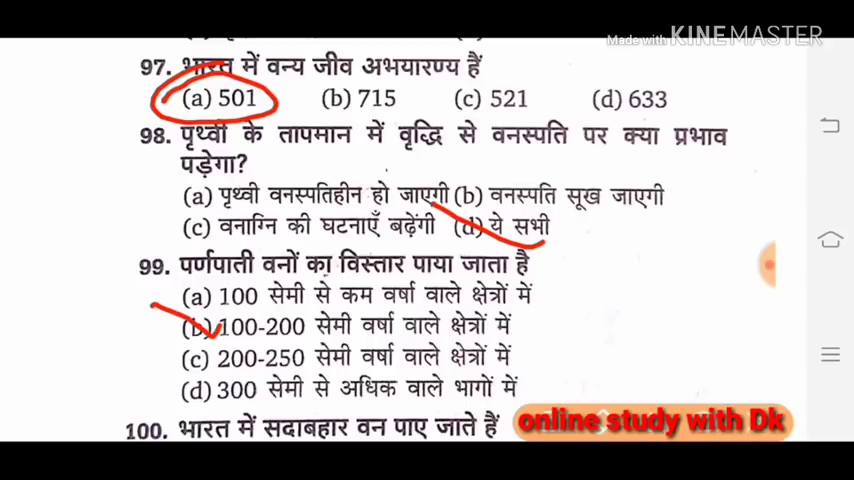 Made with KINEMASTER
97. भारत में वन्य जीव अभयारण्य हैं
(a) 501 (b) 715 (c) 521 (d) 633
98. पृथ्वी के तापमान में वृद्धि से वनस्पति पर क्या प्रभाव
पड़ेगा?
(a) पृथ्वी वनस्पतिहीन हो जाएगी (b) वनस्पति सूख जाएगी
(c) वनाग्नि की घटनाएँ बढ़ेंगी (d) ये सभी
99. पर्णपाती वनों का विस्तार पाया जाता है
(a) 100 सेमी से कम वर्षा वाले क्षेत्रों में
(b) 100-200 सेमी वर्षा वाले क्षेत्रों में
(c) 200-250 सेमी वर्षा वाले क्षेत्रों में
(d) 300 सेमी से अधिक वाले भागों में
100. भारत में सदाबहार वन पाए जाते हैं
online study with Dk